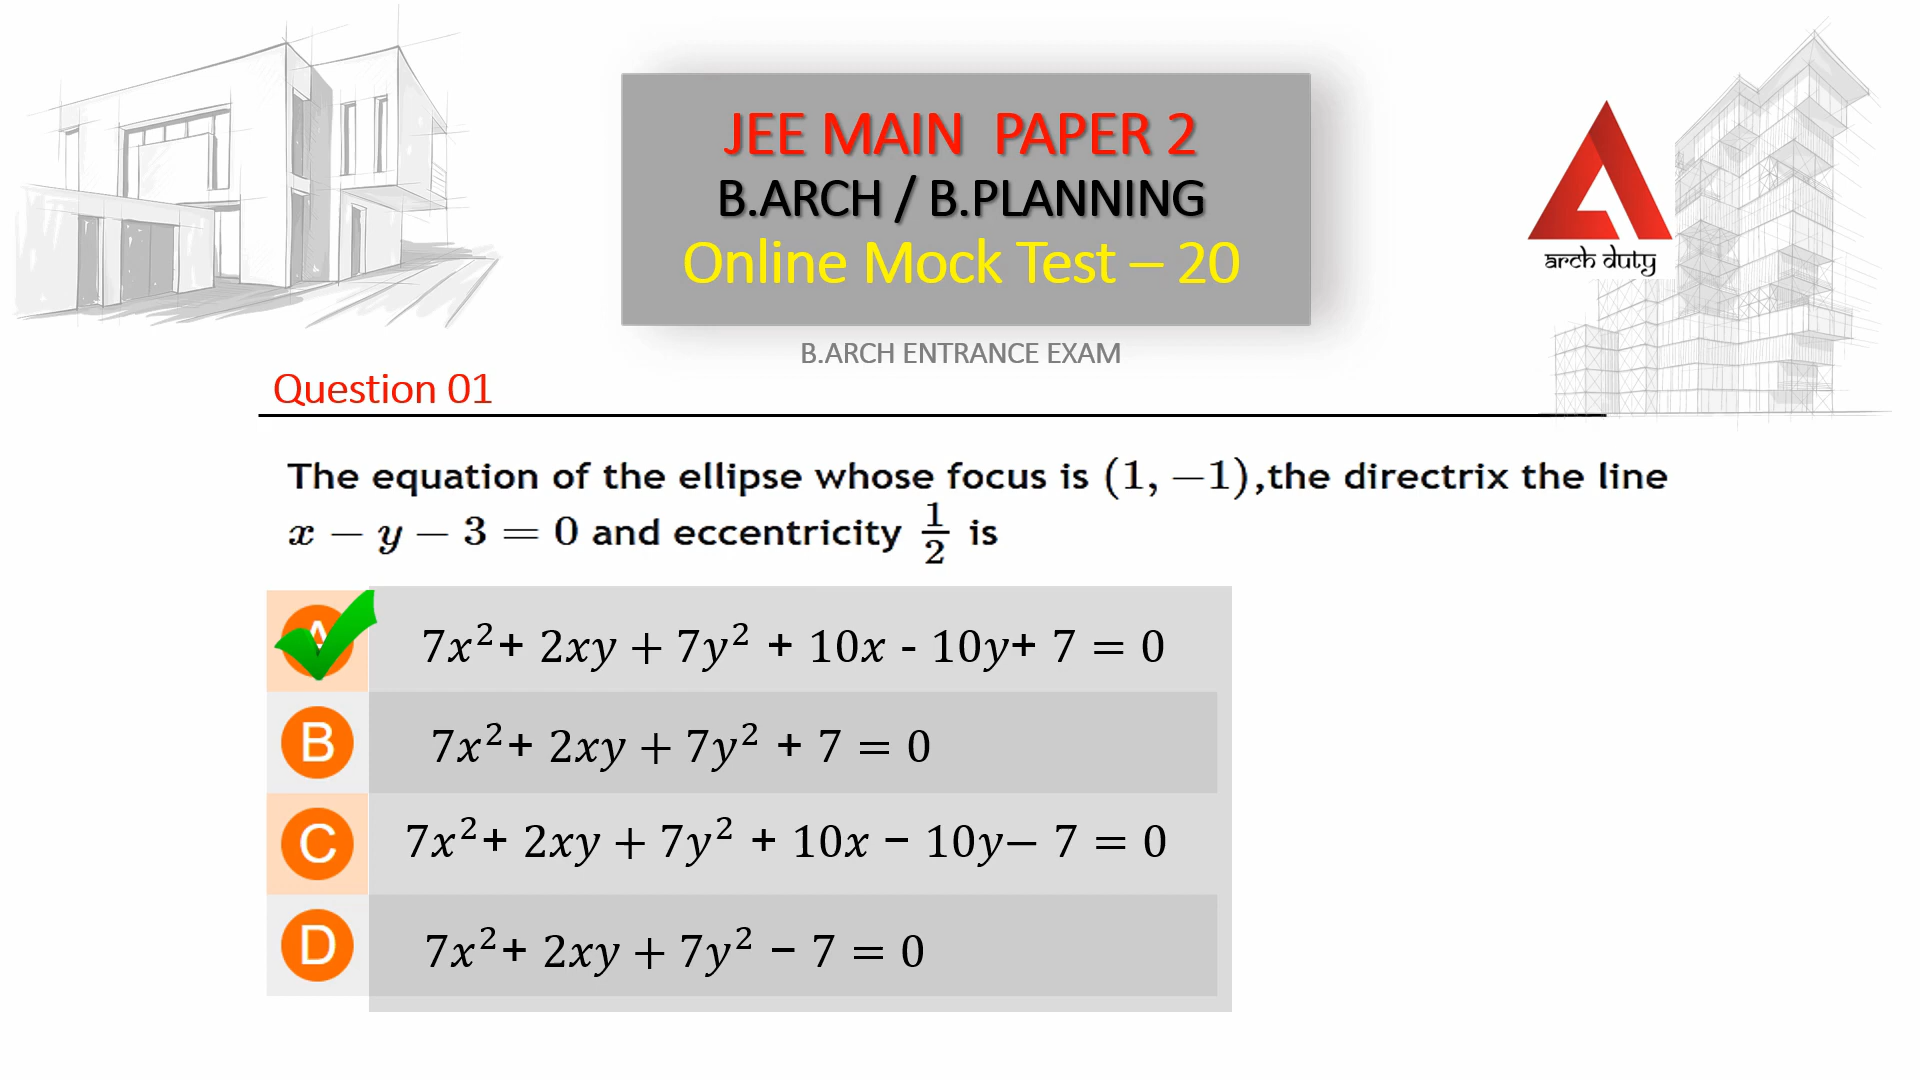 JEE MAIN PAPER 2
B.ARCH / B.PLANNING
Online Mock Test – 20
arch duty
B.ARCH ENTRANCE EXAM
Question 01
The equation of the ellipse whose focus is (1, −1),the directrix the line
x − y − 3 = 0 and eccentricity 1/2 is
A 7x²+ 2xy + 7y² + 10x - 10y+ 7 = 0
B 7x²+ 2xy + 7y² + 7 = 0
C 7x²+ 2xy + 7y² + 10x − 10y− 7 = 0
D 7x²+ 2xy + 7y² − 7 = 0